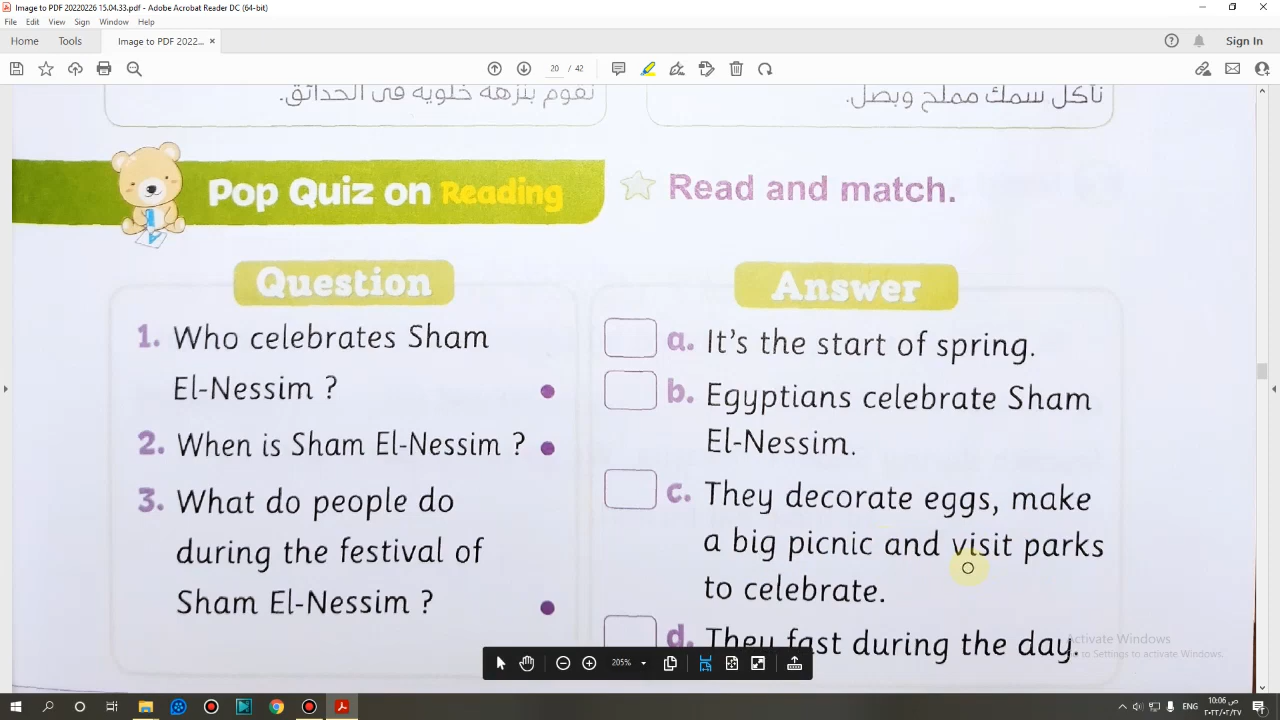 Image to PDF 20220226 15.04.33.pdf - Adobe Acrobat Reader DC (64-bit)
File Edit View Sign Window Help
Home Tools Image to PDF 2022... × Sign In
20 / 42
نأكل سمك مملح وبصل.
نقوم بنزهة خلوية فى الحدائق.
Pop Quiz on Reading
Read and match.
Question
1. Who celebrates Sham
El-Nessim ?
2. When is Sham El-Nessim ?
3. What do people do
during the festival of
Sham El-Nessim ?
Answer
a. It's the start of spring.
b. Egyptians celebrate Sham
El-Nessim.
c. They decorate eggs, make
a big picnic and visit parks
to celebrate.
d. They fast during the day.
205%
Activate Windows
to Settings to activate Windows.
ENG
10:06 ص